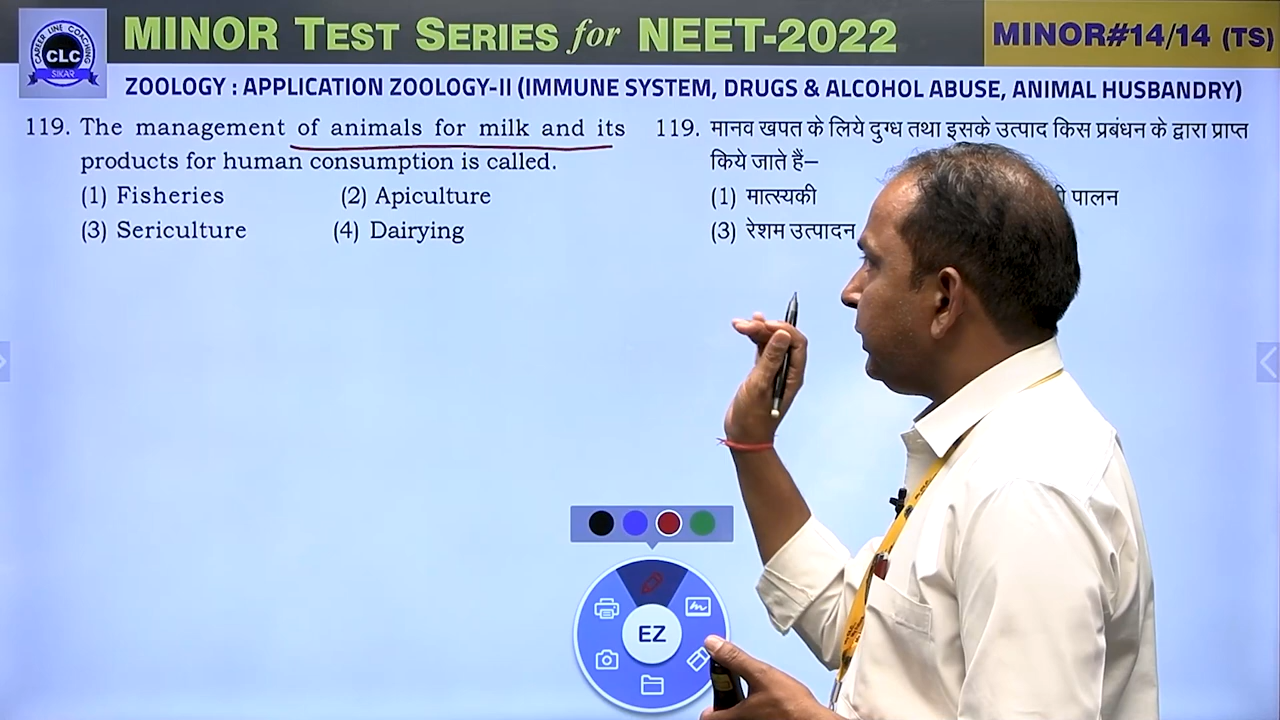 CAREER LINE COACHING
CLC
SIKAR
MINOR TEST SERIES for NEET-2022
MINOR#14/14 (TS)
ZOOLOGY : APPLICATION ZOOLOGY-II (IMMUNE SYSTEM, DRUGS & ALCOHOL ABUSE, ANIMAL HUSBANDRY)
119. The management of animals for milk and its
products for human consumption is called.
(1) Fisheries (2) Apiculture
(3) Sericulture (4) Dairying
119. मानव खपत के लिये दुग्ध तथा इसके उत्पाद किस प्रबंधन के द्वारा प्राप्त
किये जाते हैं–
(1) मात्स्यकी पालन
(3) रेशम उत्पादन
EZ